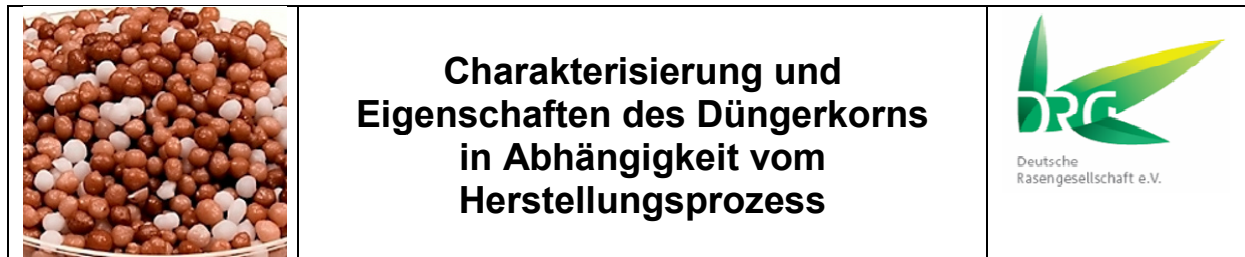 Charakterisierung und
Eigenschaften des Düngerkorns
in Abhängigkeit vom
Herstellungsprozess
DRG
Deutsche
Rasengesellschaft e.V.